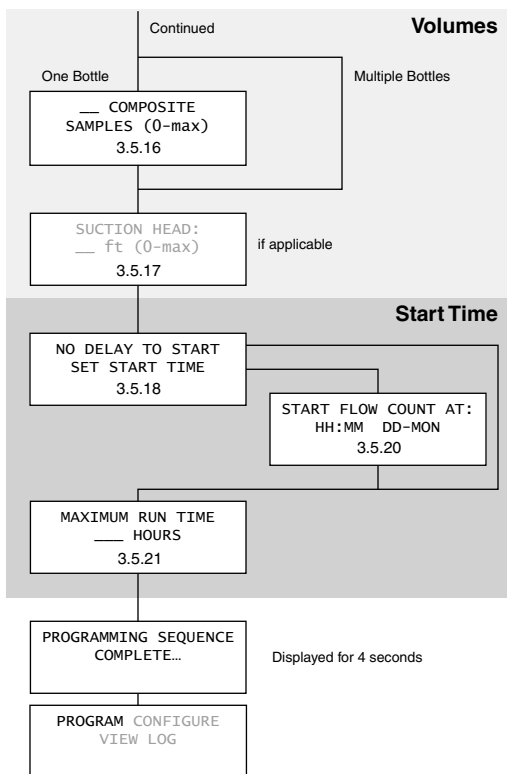 Continued
Volumes
One Bottle
Multiple Bottles
__ COMPOSITE
SAMPLES (0-max)
3.5.16
SUCTION HEAD:
__ ft (0-max)
3.5.17
if applicable
Start Time
NO DELAY TO START
SET START TIME
3.5.18
START FLOW COUNT AT:
HH:MM DD-MON
3.5.20
MAXIMUM RUN TIME
___ HOURS
3.5.21
PROGRAMMING SEQUENCE
COMPLETE…
Displayed for 4 seconds
PROGRAM CONFIGURE
VIEW LOG